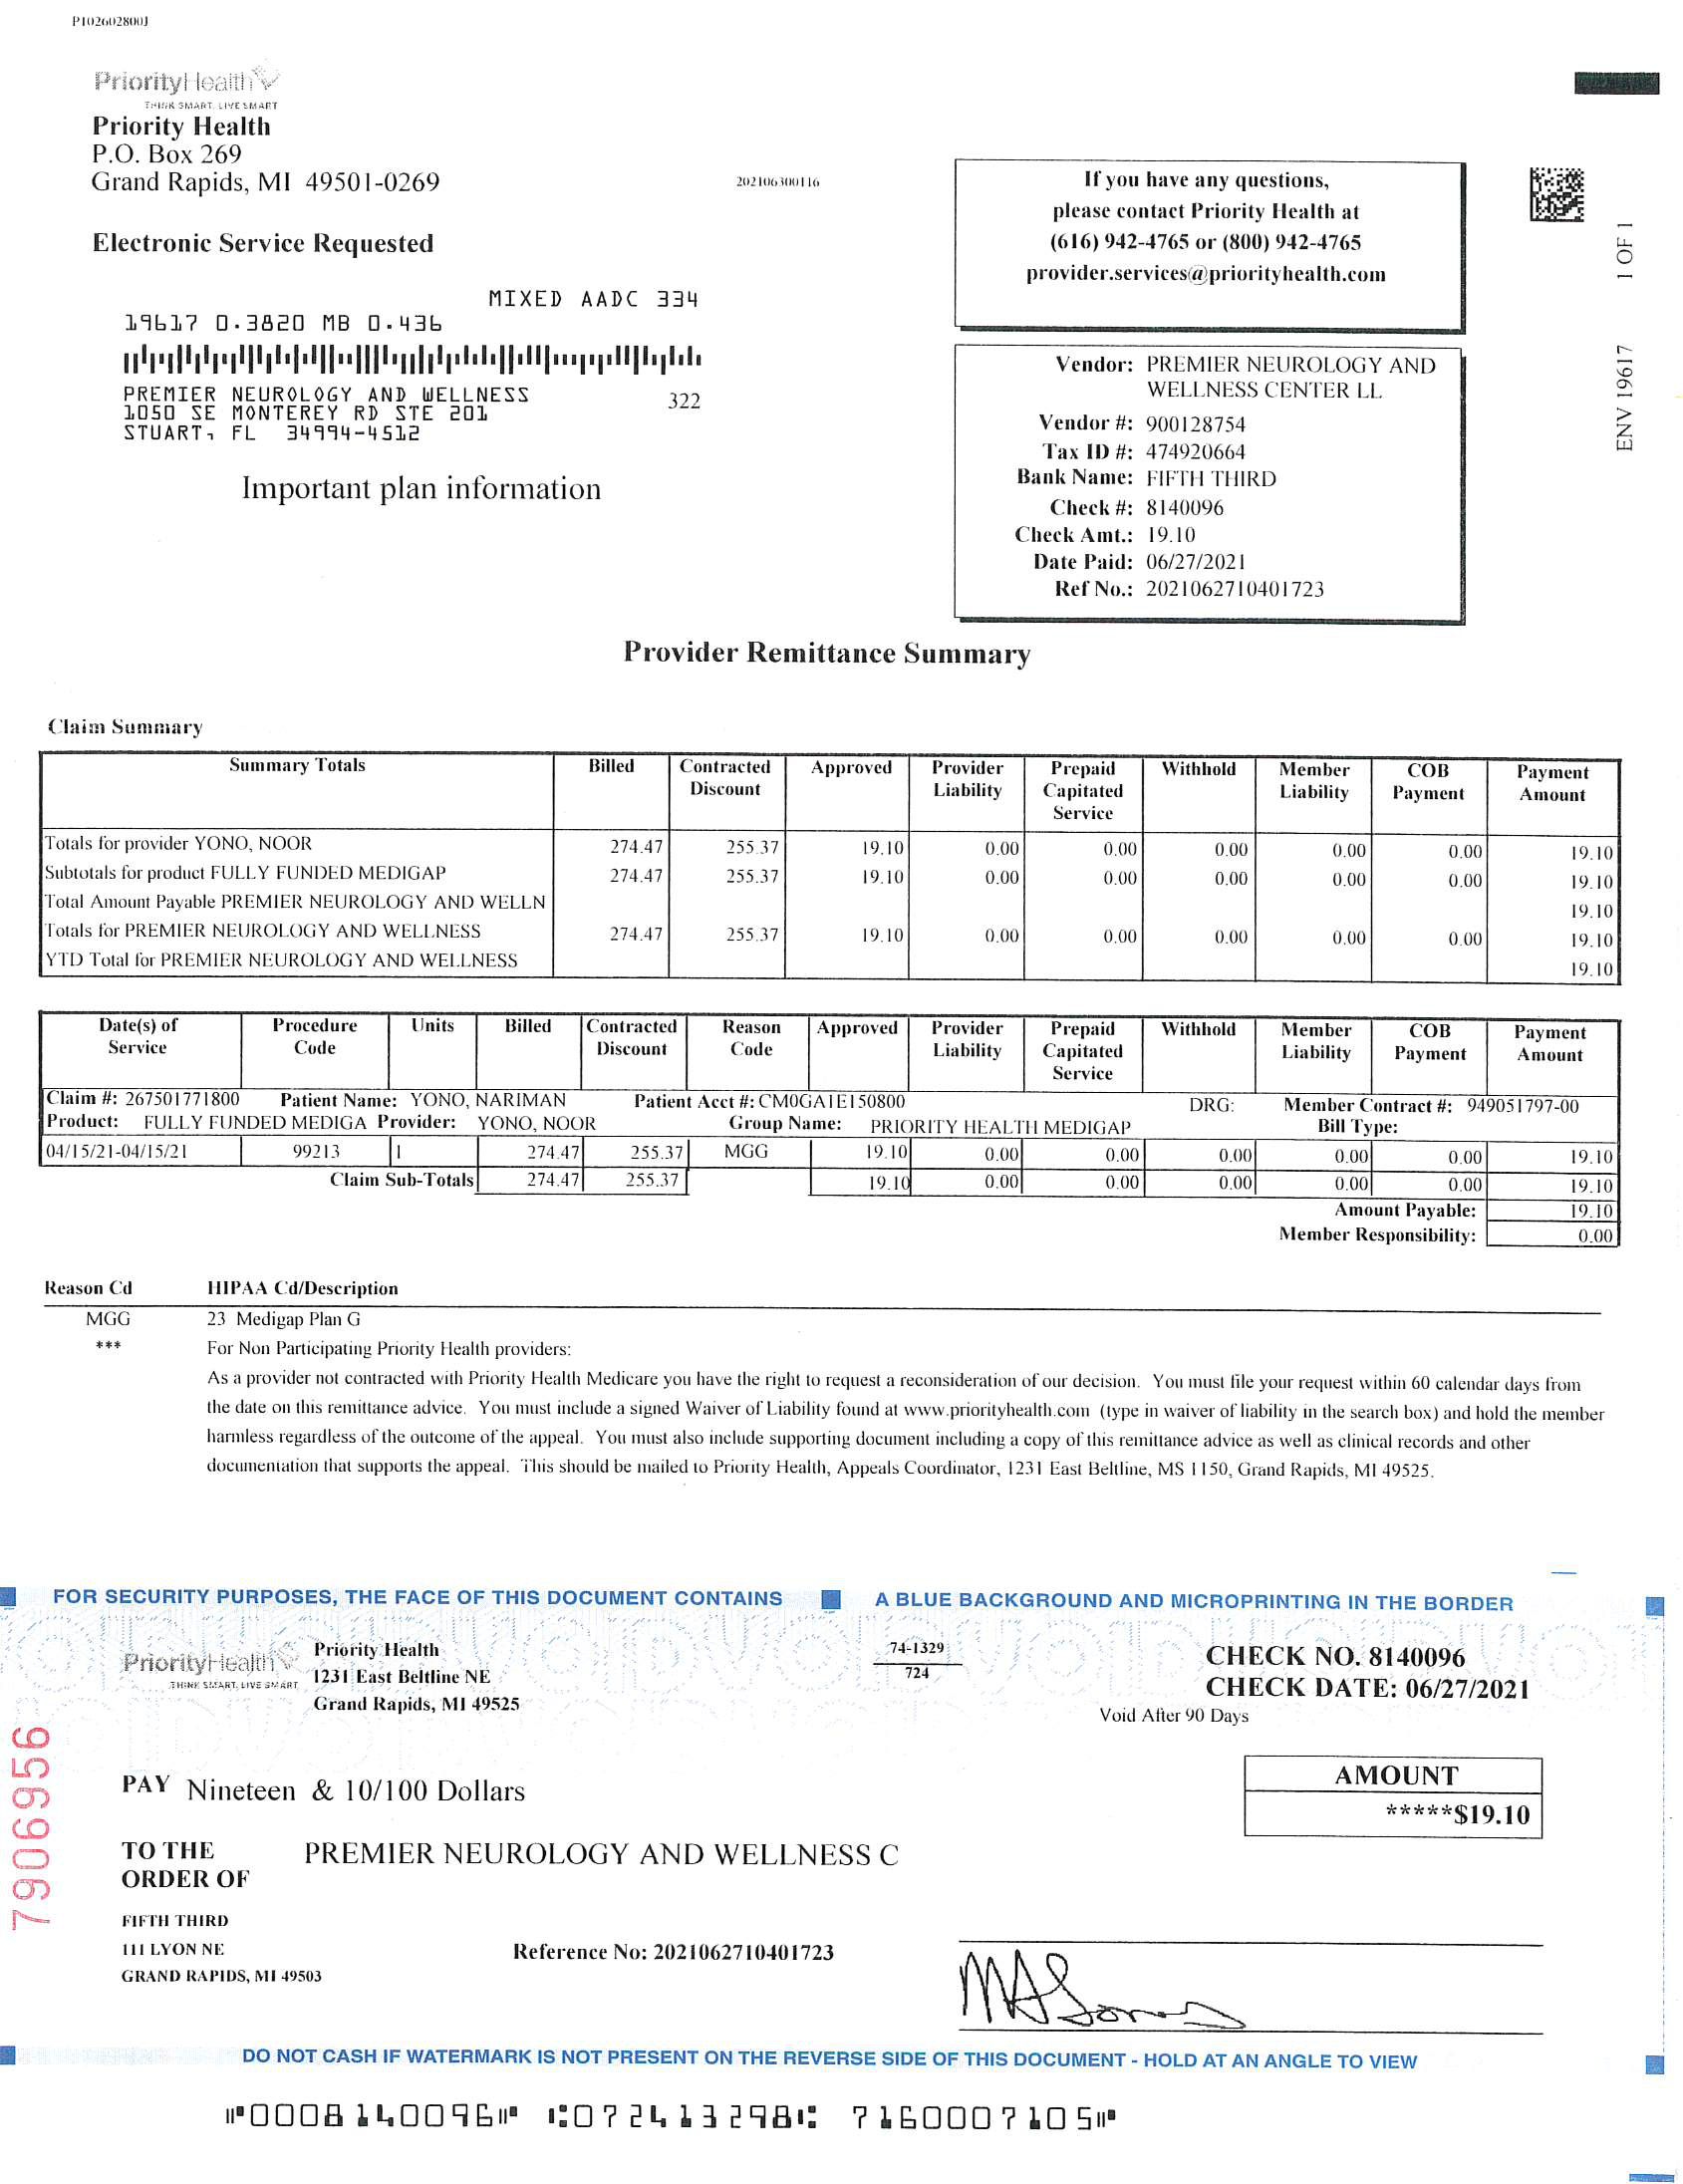 P102602800J
PriorityHealth
THINK SMART. LIVE SMART
Priority Health
P.O. Box 269
Grand Rapids, MI 49501-0269
202106300116
Electronic Service Requested
If you have any questions,
please contact Priority Health at
(616) 942-4765 or (800) 942-4765
provider.services@priorityhealth.com
1 OF 1
ENV 19617
MIXED AADC 334
19617 0.3820 MB 0.436
PREMIER NEUROLOGY AND WELLNESS
1050 SE MONTEREY RD STE 201
STUART, FL 34994-4512
322
Important plan information
Vendor: PREMIER NEUROLOGY AND
WELLNESS CENTER LL
Vendor #: 900128754
Tax ID #: 474920664
Bank Name: FIFTH THIRD
Check #: 8140096
Check Amt.: 19.10
Date Paid: 06/27/2021
Ref No.: 2021062710401723
Provider Remittance Summary
Claim Summary
Summary Totals Billed Contracted Discount Approved Provider Liability Prepaid Capitated Service Withhold Member Liability COB Payment Payment Amount
Totals for provider YONO, NOOR 274.47 255.37 19.10 0.00 0.00 0.00 0.00 0.00 19.10
Subtotals for product FULLY FUNDED MEDIGAP 274.47 255.37 19.10 0.00 0.00 0.00 0.00 0.00 19.10
Total Amount Payable PREMIER NEUROLOGY AND WELLN 19.10
Totals for PREMIER NEUROLOGY AND WELLNESS 274.47 255.37 19.10 0.00 0.00 0.00 0.00 0.00 19.10
YTD Total for PREMIER NEUROLOGY AND WELLNESS 19.10
Date(s) of Service Procedure Code Units Billed Contracted Discount Reason Code Approved Provider Liability Prepaid Capitated Service Withhold Member Liability COB Payment Payment Amount
Claim #: 267501771800 Patient Name: YONO, NARIMAN Patient Acct #: CM0GA1E150800 DRG: Member Contract #: 949051797-00
Product: FULLY FUNDED MEDIGA Provider: YONO, NOOR Group Name: PRIORITY HEALTH MEDIGAP Bill Type:
04/15/21-04/15/21 99213 1 274.47 255.37 MGG 19.10 0.00 0.00 0.00 0.00 0.00 19.10
Claim Sub-Totals 274.47 255.37 19.10 0.00 0.00 0.00 0.00 0.00 19.10
Amount Payable: 19.10
Member Responsibility: 0.00
Reason Cd HIPAA Cd/Description
MGG 23 Medigap Plan G
*** For Non Participating Priority Health providers:
As a provider not contracted with Priority Health Medicare you have the right to request a reconsideration of our decision. You must file your request within 60 calendar days from
the date on this remittance advice. You must include a signed Waiver of Liability found at www.priorityhealth.com (type in waiver of liability in the search box) and hold the member
harmless regardless of the outcome of the appeal. You must also include supporting document including a copy of this remittance advice as well as clinical records and other
documentation that supports the appeal. This should be mailed to Priority Health, Appeals Coordinator, 1231 East Beltline, MS 1150, Grand Rapids, MI 49525.
FOR SECURITY PURPOSES, THE FACE OF THIS DOCUMENT CONTAINS A BLUE BACKGROUND AND MICROPRINTING IN THE BORDER
PriorityHealth
THINK SMART. LIVE SMART
Priority Health
1231 East Beltline NE
Grand Rapids, MI 49525
74-1329
724
CHECK NO. 8140096
CHECK DATE: 06/27/2021
Void After 90 Days
7906956
PAY Nineteen & 10/100 Dollars
AMOUNT
*****$19.10
TO THE
ORDER OF
PREMIER NEUROLOGY AND WELLNESS C
FIFTH THIRD
111 LYON NE
GRAND RAPIDS, MI 49503
Reference No: 2021062710401723
DO NOT CASH IF WATERMARK IS NOT PRESENT ON THE REVERSE SIDE OF THIS DOCUMENT - HOLD AT AN ANGLE TO VIEW
⑈0008140096⑈ ⑆072413298⑆ 7160007105⑈